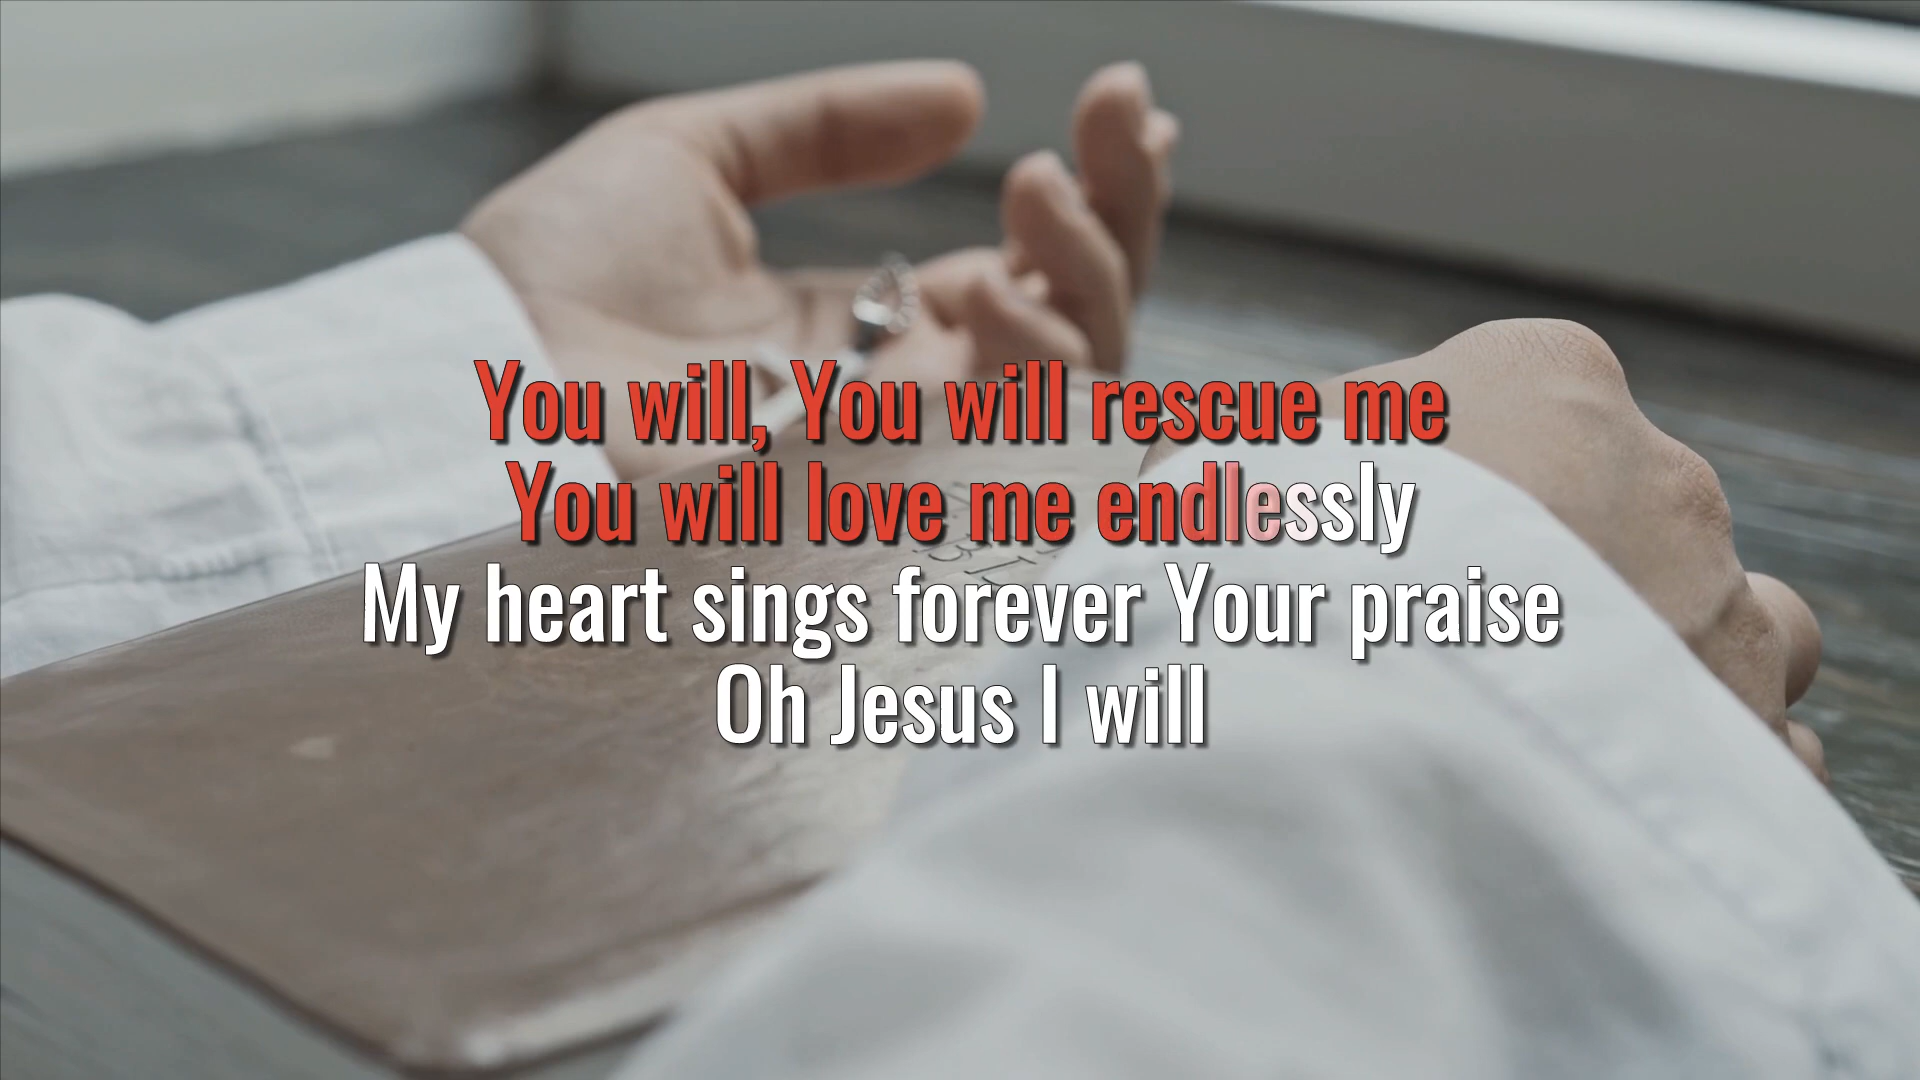 You will, You will rescue me
You will love me endlessly
My heart sings forever Your praise
Oh Jesus I will